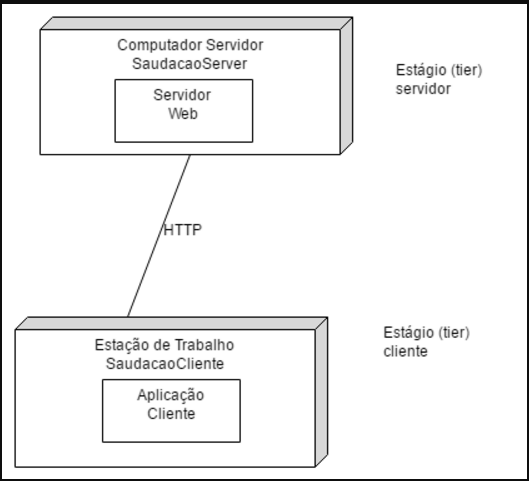 Computador Servidor
SaudacaoServer
Servidor
Web
Estágio (tier)
servidor
HTTP
Estação de Trabalho
SaudacaoCliente
Aplicação
Cliente
Estágio (tier)
cliente